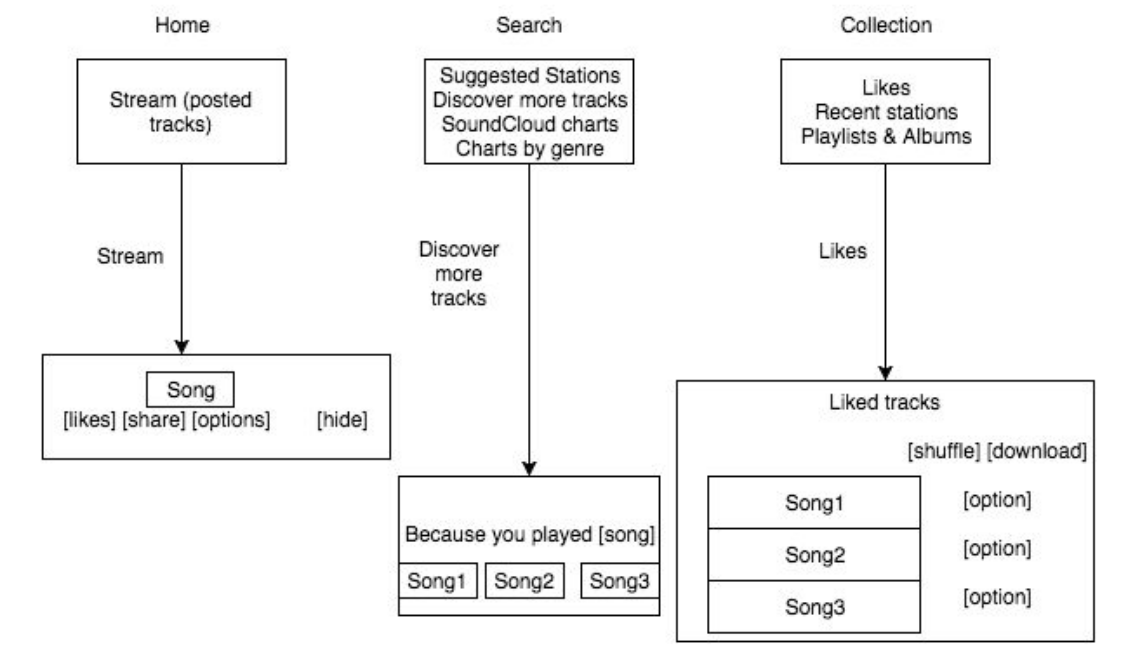 Home
Stream (posted
tracks)
Stream
Song
[likes] [share] [options]
[hide]
Search
Suggested Stations
Discover more tracks
SoundCloud charts
Charts by genre
Discover
more
tracks
Because you played [song]
Song1
Song2
Song3
Collection
Likes
Recent stations
Playlists & Albums
Likes
Liked tracks
[shuffle] [download]
Song1
[option]
Song2
[option]
Song3
[option]